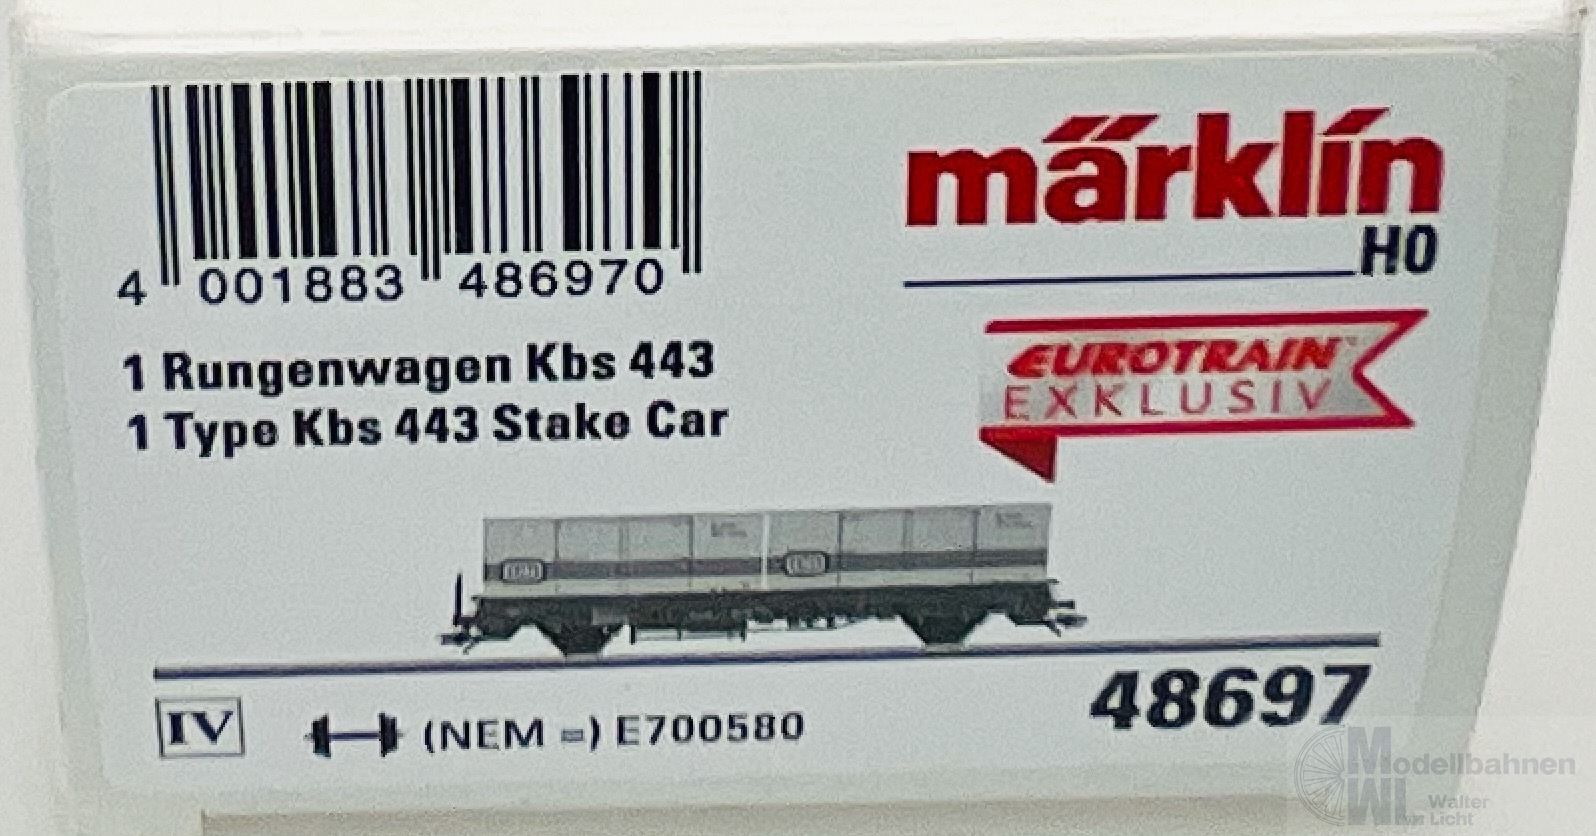 4 001883 486970
märklin
H0
1 Rungenwagen Kbs 443
1 Type Kbs 443 Stake Car
EUROTRAIN
EXKLUSIV
IV
(NEM =) E700580
48697
Modellbahnen
WL
Walter
Licht